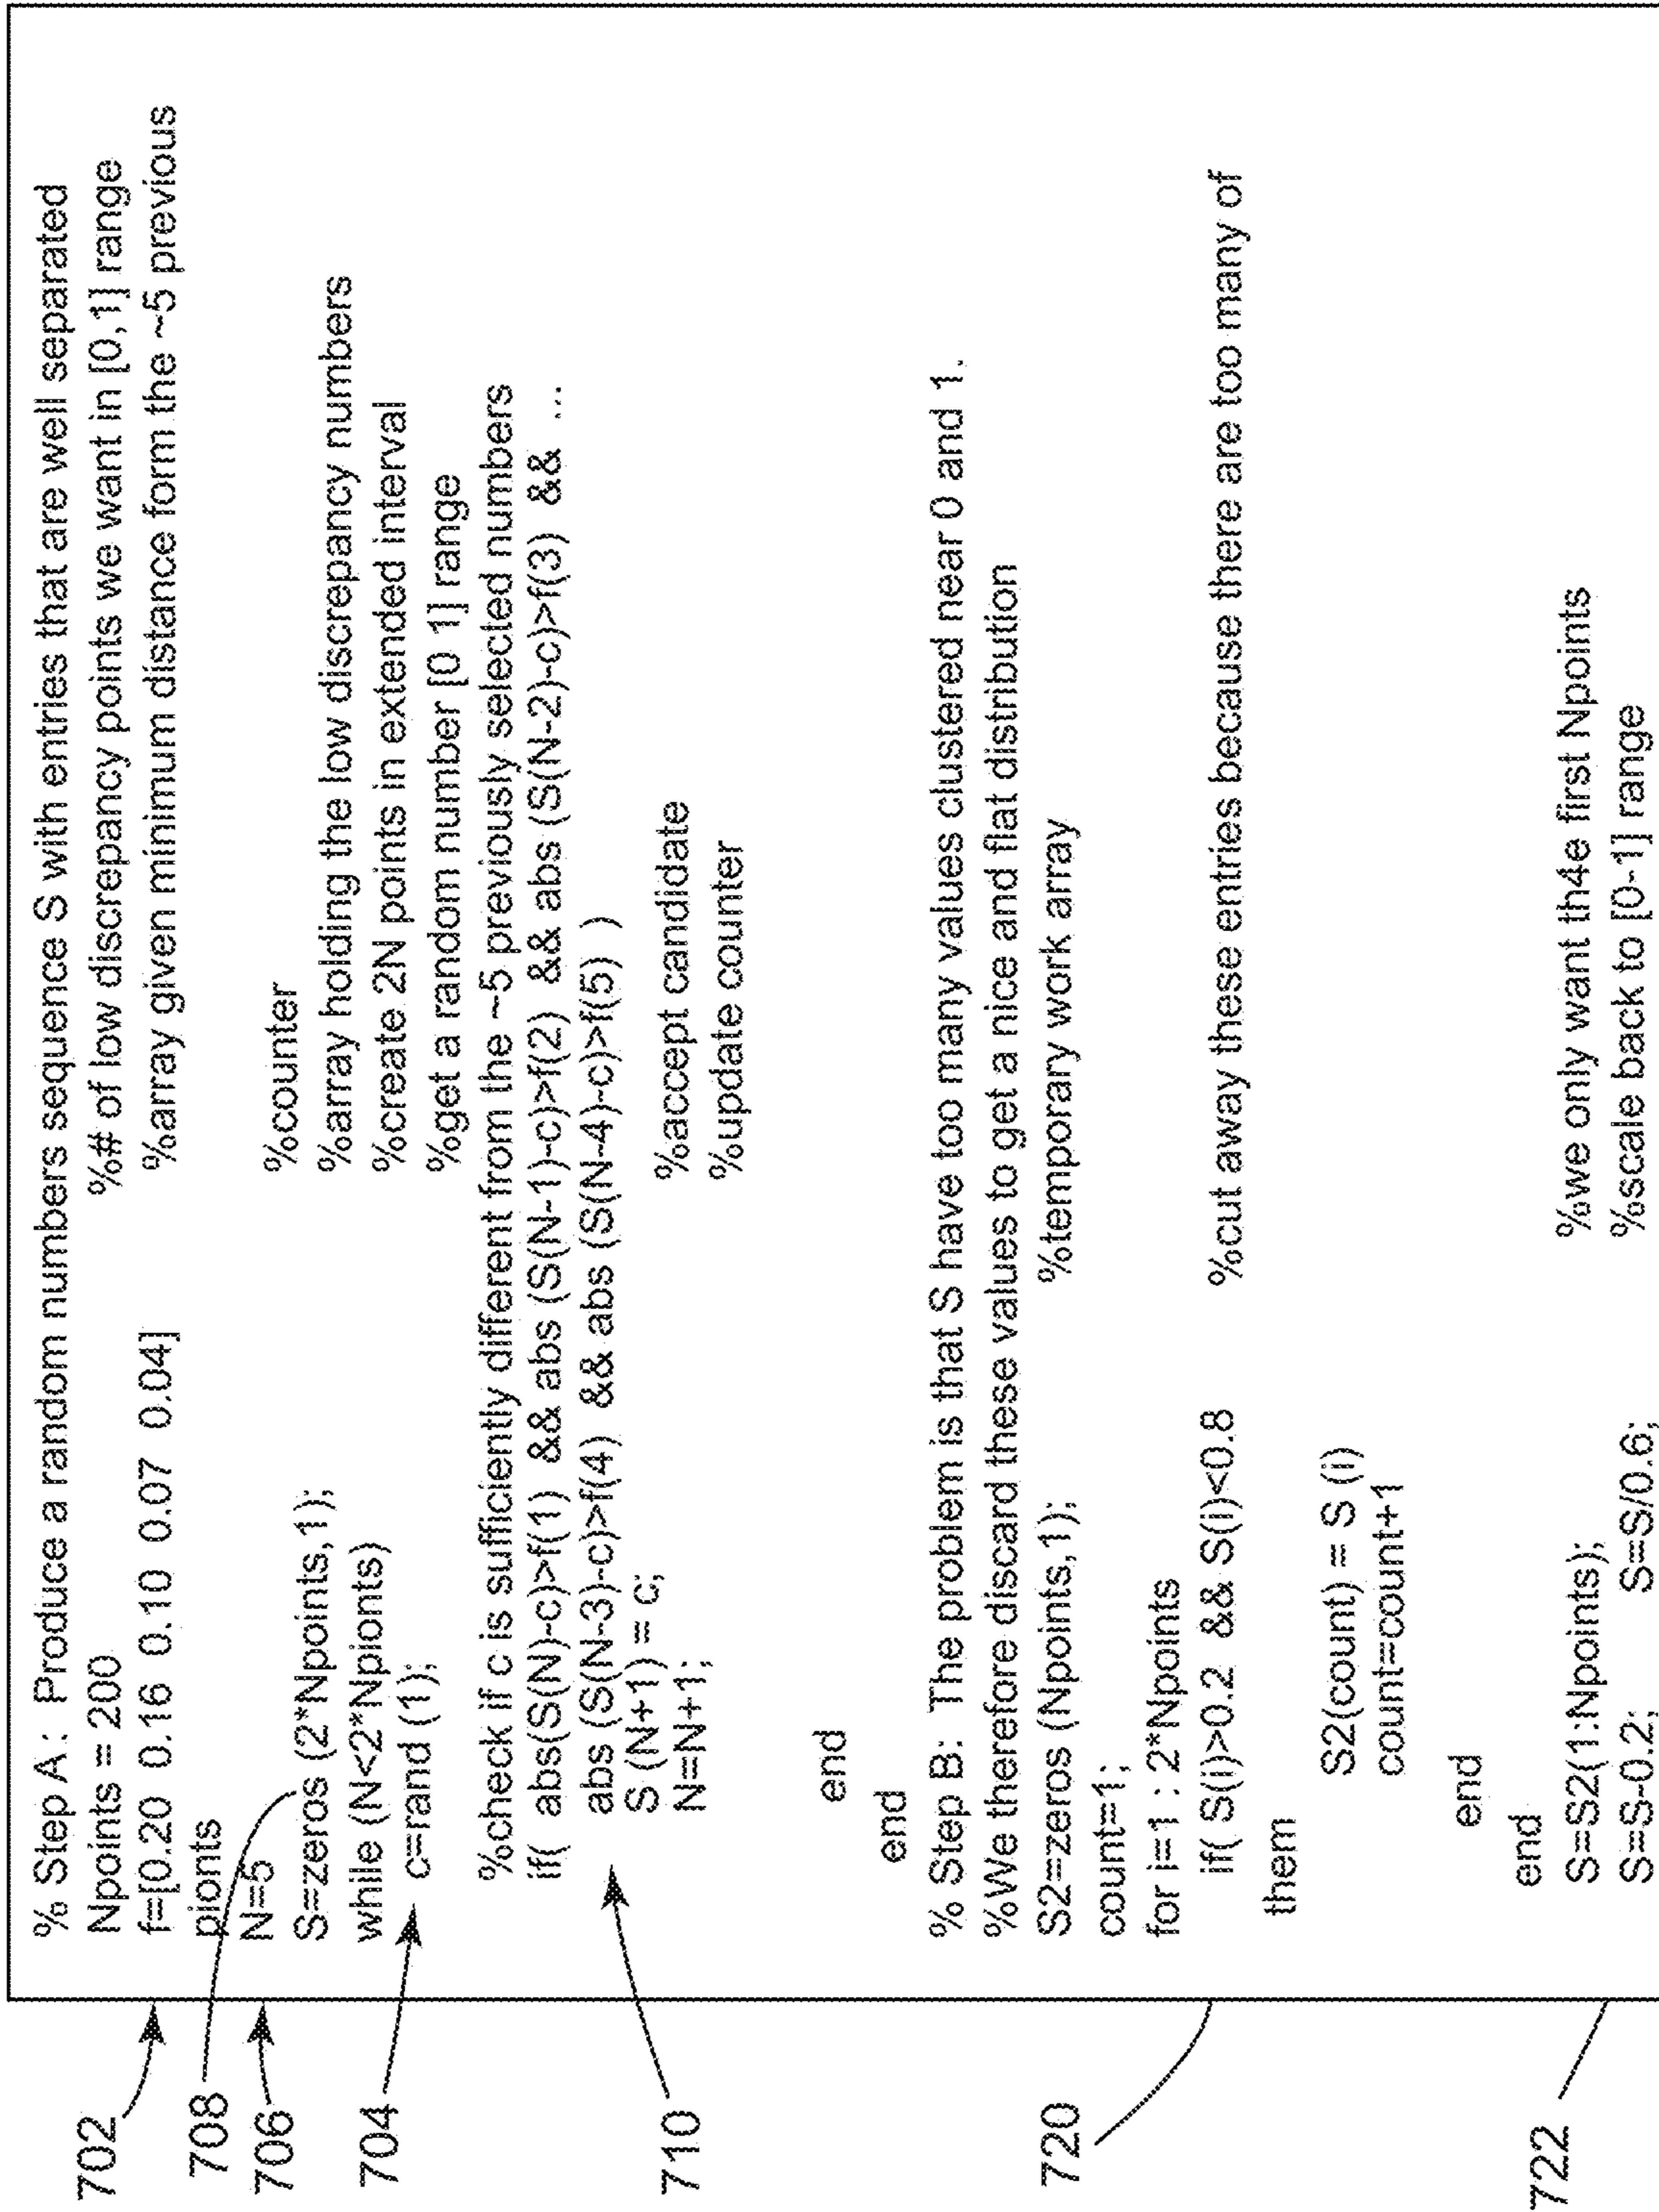 % Step A: Produce a random numbers sequence S with entries that are well separated
Npoints = 200 %# of low discrepancy points we want in [0,1] range
f=[0.20 0.16 0.10 0.07 0.04] %array given minimum distance form the ~5 previous
pionts
N=5 %counter
S=zeros (2*Npoints,1); %array holding the low discrepancy numbers
while (N<2*Npionts) %create 2N points in extended interval
c=rand (1); %get a random number [0 1] range
%check if c is sufficiently different from the ~5 previously selected numbers
if( abs(S(N)-c)>f(1) && abs (S(N-1)-c)>f(2) && abs (S(N-2)-c)>f(3) && ...
abs (S(N-3)-c)>f(4) && abs (S(N-4)-c)>f(5) )
S (N+1) = c; %accept candidate
N=N+1; %update counter
end
end
% Step B: The problem is that S have too many values clustered near 0 and 1.
%We therefore discard these values to get a nice and flat distribution
S2=zeros (Npoints,1); %temporary work array
count=1;
for i=1 : 2*Npoints
if( S(i)>0.2 && S(i)<0.8 %cut away these entries because there are too many of
them
S2(count) = S (i)
count=count+1
end
end
S=S2(1:Npoints); %we only want th4e first Npoints
S=S-0.2; S=S/0.6; %scale back to [0-1] range
702
708
706
704
710
720
722